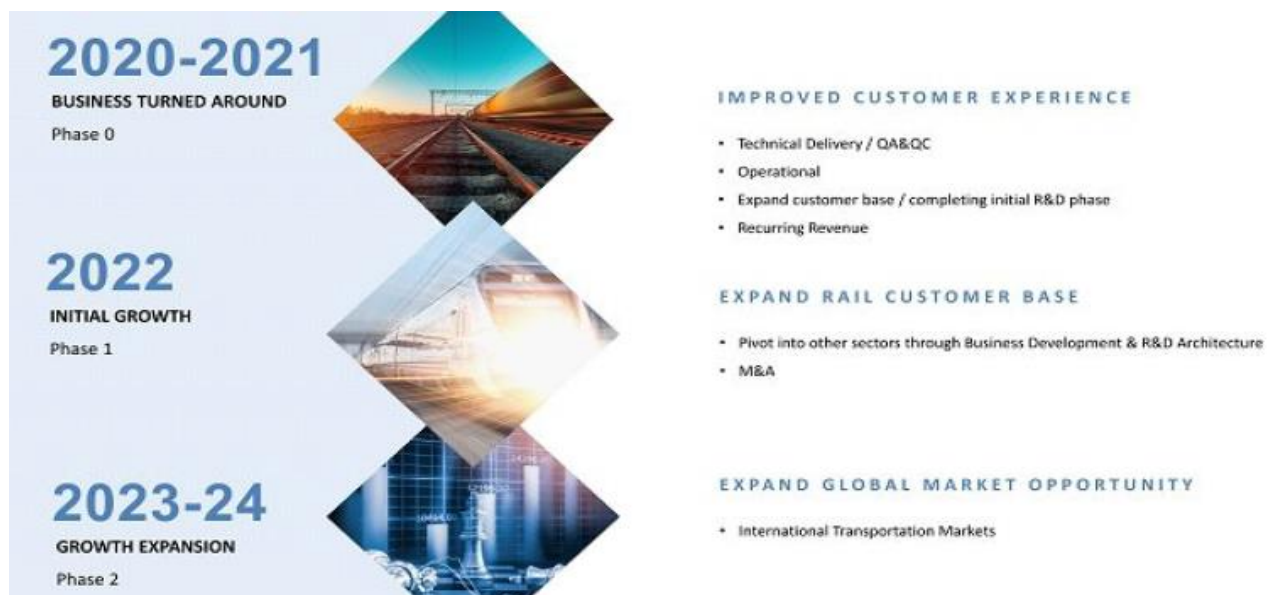 2020-2021
BUSINESS TURNED AROUND
Phase 0
IMPROVED CUSTOMER EXPERIENCE
• Technical Delivery / QA&QC
• Operational
• Expand customer base / completing initial R&D phase
• Recurring Revenue
2022
INITIAL GROWTH
Phase 1
EXPAND RAIL CUSTOMER BASE
• Pivot into other sectors through Business Development & R&D Architecture
• M&A
2023-24
GROWTH EXPANSION
Phase 2
EXPAND GLOBAL MARKET OPPORTUNITY
• International Transportation Markets